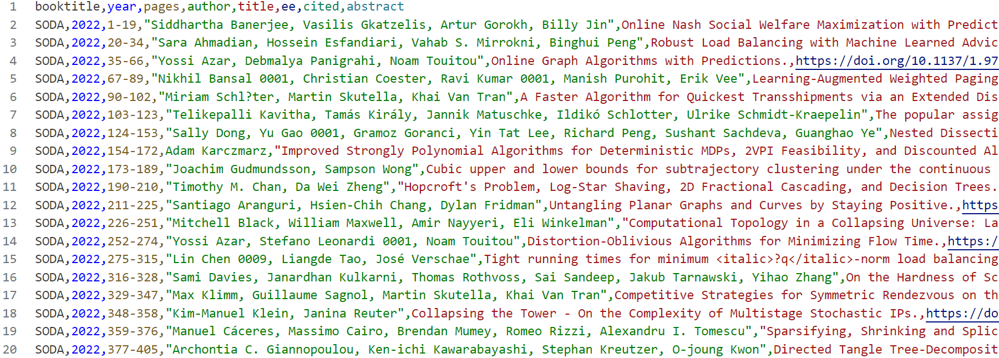 1 booktitle,year,pages,author,title,ee,cited,abstract
2 SODA,2022,1-19,"Siddhartha Banerjee, Vasilis Gkatzelis, Artur Gorokh, Billy Jin",Online Nash Social Welfare Maximization with Predict
3 SODA,2022,20-34,"Sara Ahmadian, Hossein Esfandiari, Vahab S. Mirrokni, Binghui Peng",Robust Load Balancing with Machine Learned Advic
4 SODA,2022,35-66,"Yossi Azar, Debmalya Panigrahi, Noam Touitou",Online Graph Algorithms with Predictions.,https://doi.org/10.1137/1.97
5 SODA,2022,67-89,"Nikhil Bansal 0001, Christian Coester, Ravi Kumar 0001, Manish Purohit, Erik Vee",Learning-Augmented Weighted Paging
6 SODA,2022,90-102,"Miriam Schl?ter, Martin Skutella, Khai Van Tran",A Faster Algorithm for Quickest Transshipments via an Extended Dis
7 SODA,2022,103-123,"Telikepalli Kavitha, Tamás Király, Jannik Matuschke, Ildikó Schlotter, Ulrike Schmidt-Kraepelin",The popular assig
8 SODA,2022,124-153,"Sally Dong, Yu Gao 0001, Gramoz Goranci, Yin Tat Lee, Richard Peng, Sushant Sachdeva, Guanghao Ye",Nested Dissecti
9 SODA,2022,154-172,Adam Karczmarz,"Improved Strongly Polynomial Algorithms for Deterministic MDPs, 2VPI Feasibility, and Discounted Al
10 SODA,2022,173-189,"Joachim Gudmundsson, Sampson Wong",Cubic upper and lower bounds for subtrajectory clustering under the continuous
11 SODA,2022,190-210,"Timothy M. Chan, Da Wei Zheng","Hopcroft's Problem, Log-Star Shaving, 2D Fractional Cascading, and Decision Trees.
12 SODA,2022,211-225,"Santiago Aranguri, Hsien-Chih Chang, Dylan Fridman",Untangling Planar Graphs and Curves by Staying Positive.,https
13 SODA,2022,226-251,"Mitchell Black, William Maxwell, Amir Nayyeri, Eli Winkelman","Computational Topology in a Collapsing Universe: La
14 SODA,2022,252-274,"Yossi Azar, Stefano Leonardi 0001, Noam Touitou",Distortion-Oblivious Algorithms for Minimizing Flow Time.,https:/
15 SODA,2022,275-315,"Lin Chen 0009, Liangde Tao, José Verschae",Tight running times for minimum <italic>?q</italic>-norm load balancing
16 SODA,2022,316-328,"Sami Davies, Janardhan Kulkarni, Thomas Rothvoss, Sai Sandeep, Jakub Tarnawski, Yihao Zhang",On the Hardness of Sc
17 SODA,2022,329-347,"Max Klimm, Guillaume Sagnol, Martin Skutella, Khai Van Tran",Competitive Strategies for Symmetric Rendezvous on th
18 SODA,2022,348-358,"Kim-Manuel Klein, Janina Reuter",Collapsing the Tower - On the Complexity of Multistage Stochastic IPs.,https://do
19 SODA,2022,359-376,"Manuel Cáceres, Massimo Cairo, Brendan Mumey, Romeo Rizzi, Alexandru I. Tomescu","Sparsifying, Shrinking and Splic
20 SODA,2022,377-405,"Archontia C. Giannopoulou, Ken-ichi Kawarabayashi, Stephan Kreutzer, O-joung Kwon",Directed Tangle Tree-Decomposit